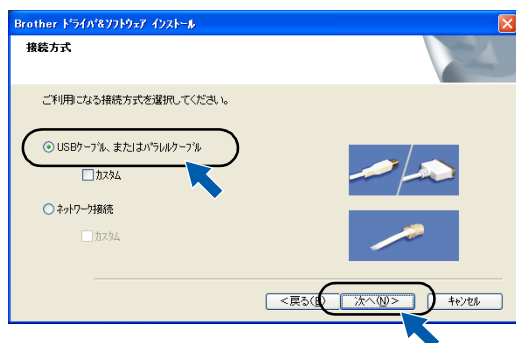 Brother ﾄﾞﾗｲﾊﾞ&ｿﾌﾄｳｪｱ ｲﾝｽﾄｰﾙ
接続方式
ご利用になる接続方式を選択してください。
USBｹｰﾌﾞﾙ、またはﾊﾟﾗﾚﾙｹｰﾌﾞﾙ
ｶｽﾀﾑ
ﾈｯﾄﾜｰｸ接続
ｶｽﾀﾑ
<戻る(B) 次へ(N)> ｷｬﾝｾﾙ